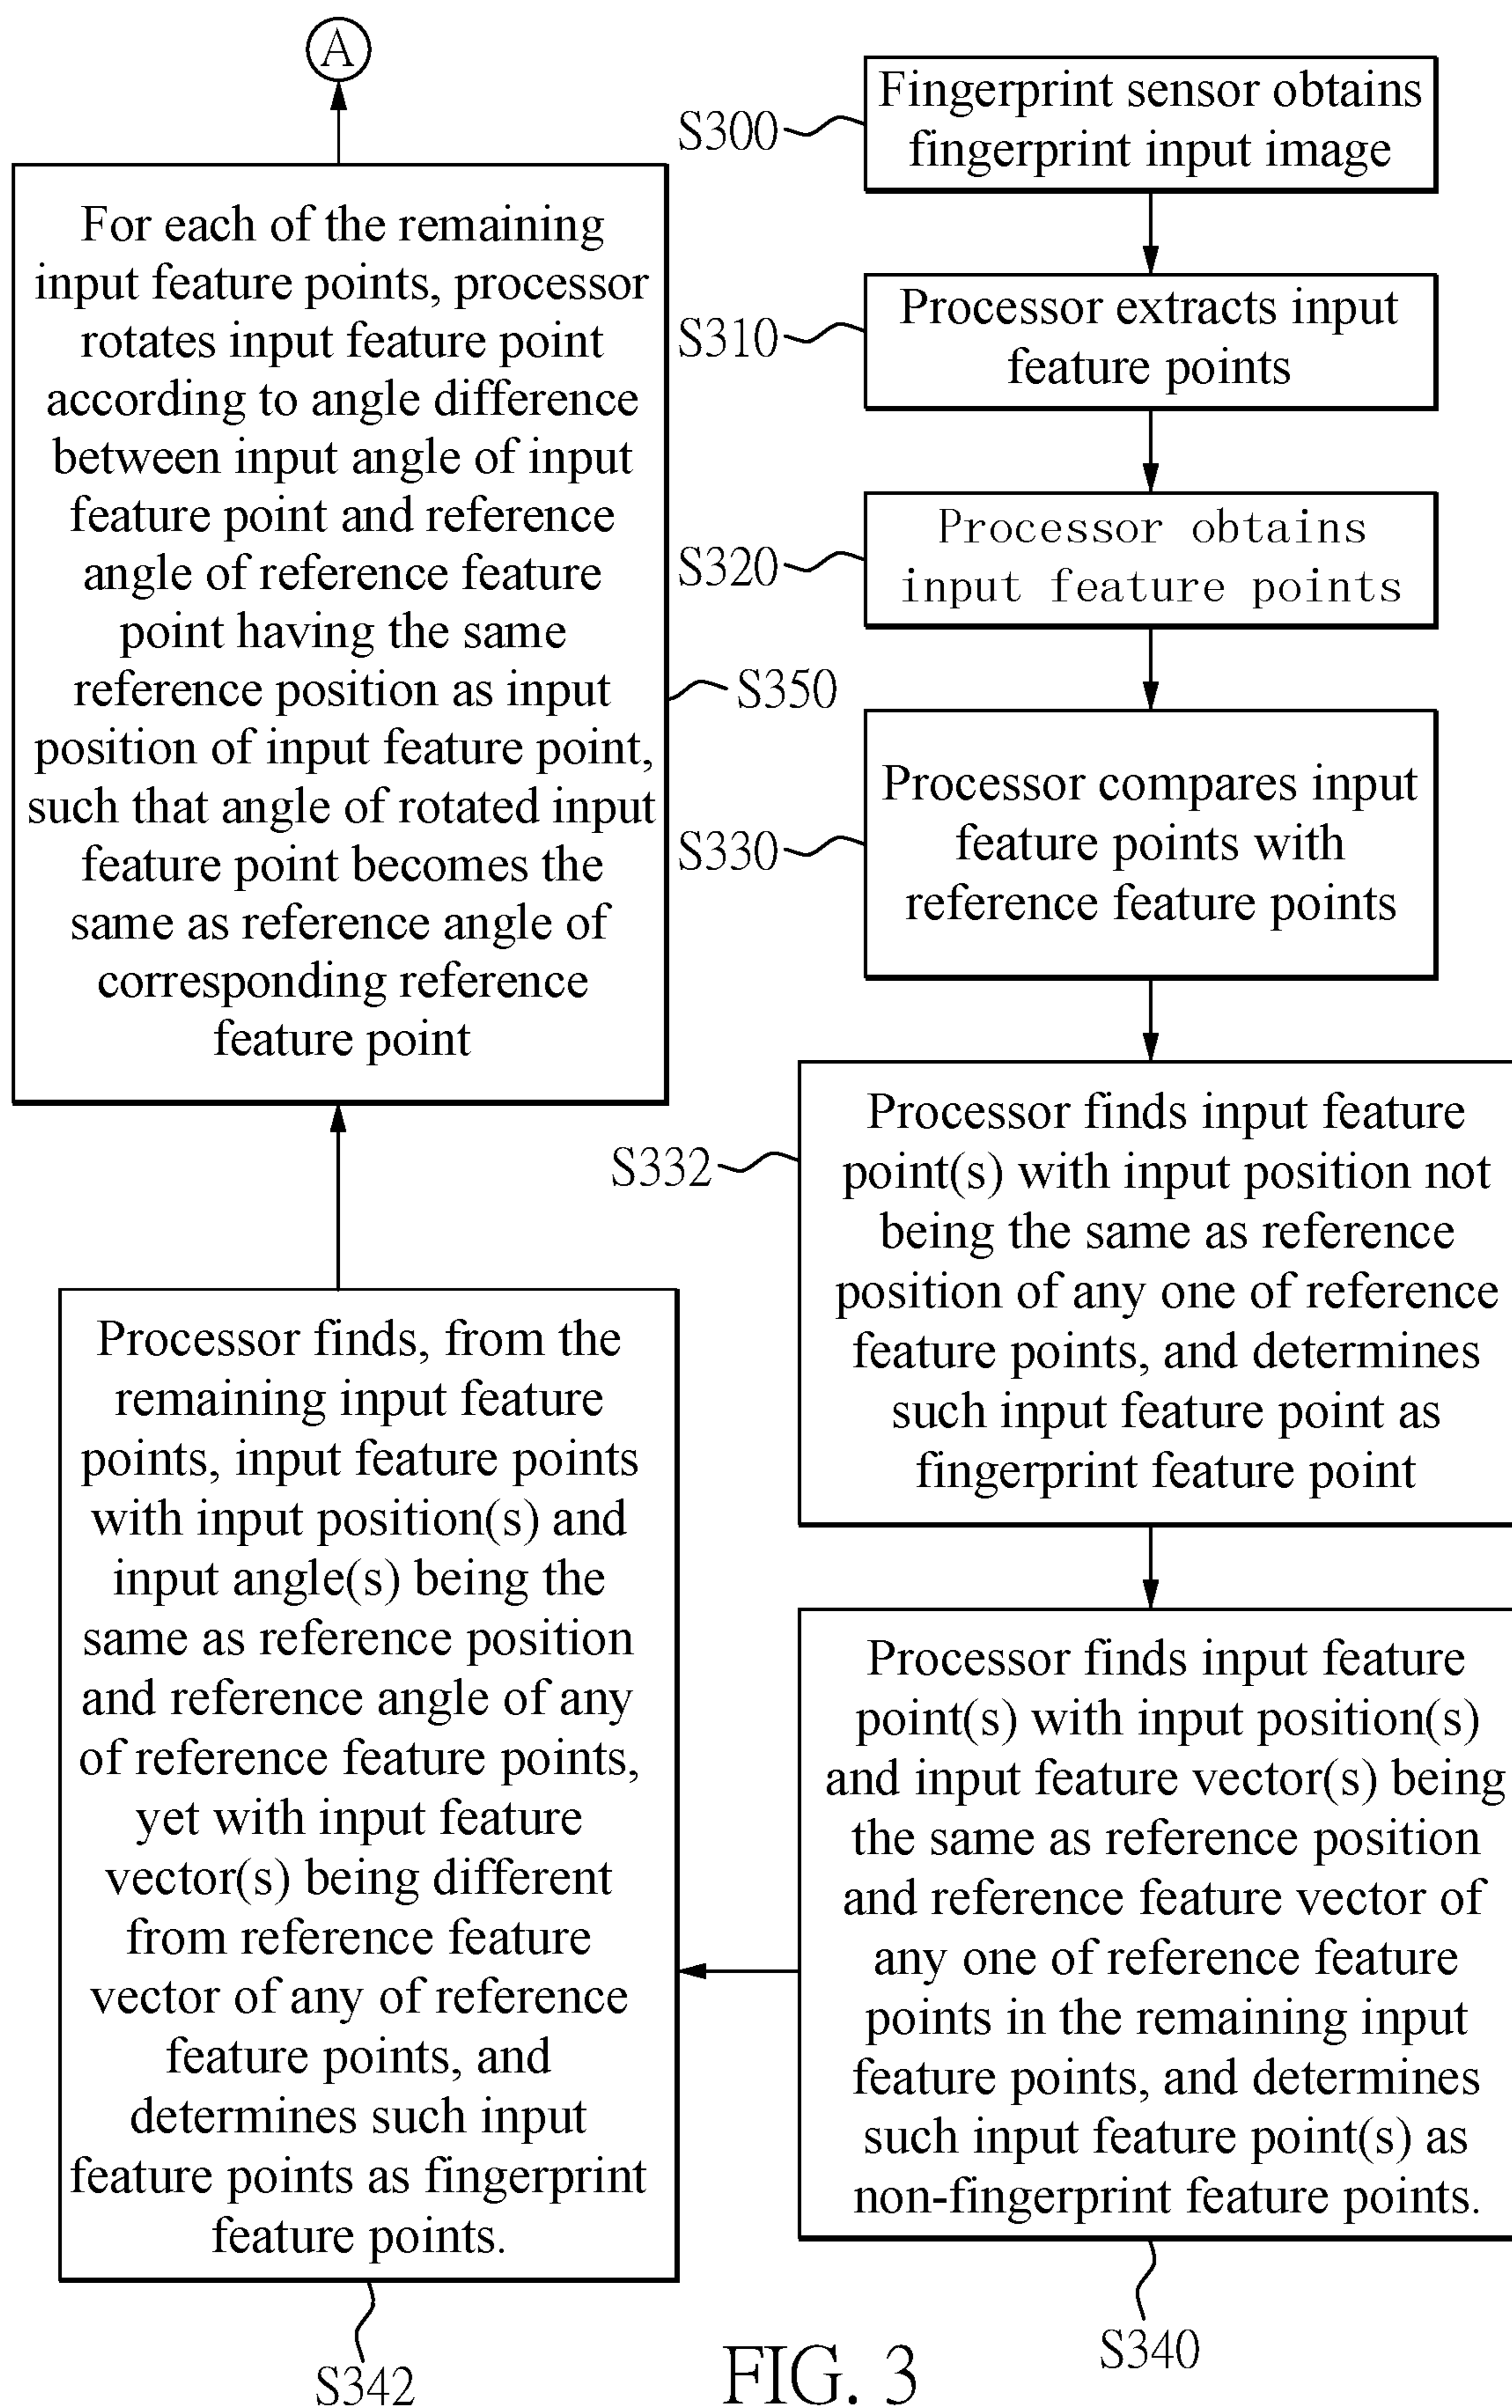 A
S300
Fingerprint sensor obtains
fingerprint input image
S310
Processor extracts input
feature points
S320
Processor obtains
input feature points
S330
Processor compares input
feature points with
reference feature points
S332
Processor finds input feature
point(s) with input position not
being the same as reference
position of any one of reference
feature points, and determines
such input feature point as
fingerprint feature point
Processor finds input feature
point(s) with input position(s)
and input feature vector(s) being
the same as reference position
and reference feature vector of
any one of reference feature
points in the remaining input
feature points, and determines
such input feature point(s) as
non-fingerprint feature points.
S340
Processor finds, from the
remaining input feature
points, input feature points
with input position(s) and
input angle(s) being the
same as reference position
and reference angle of any
of reference feature points,
yet with input feature
vector(s) being different
from reference feature
vector of any of reference
feature points, and
determines such input
feature points as fingerprint
feature points.
S342
For each of the remaining
input feature points, processor
rotates input feature point
according to angle difference
between input angle of input
feature point and reference
angle of reference feature
point having the same
reference position as input
position of input feature point,
such that angle of rotated input
feature point becomes the
same as reference angle of
corresponding reference
feature point
S350
FIG. 3